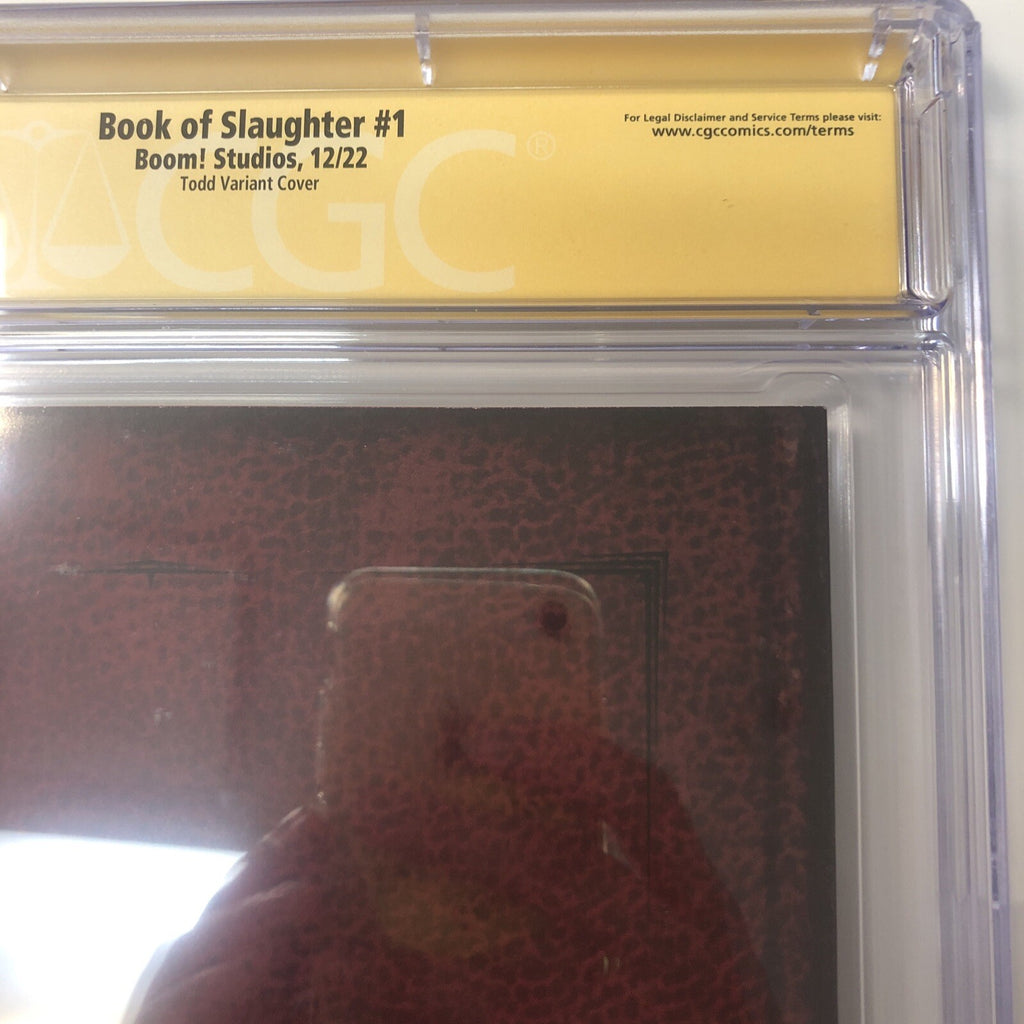 Book of Slaughter #1
Boom! Studios, 12/22
Todd Variant Cover
For Legal Disclaimer and Service Terms please visit:
www.cgccomics.com/terms
CGC®